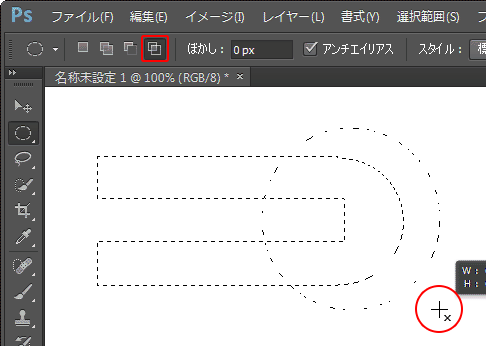 Ps ファイル(F) 編集(E) イメージ(I) レイヤー(L) 書式(Y) 選択範囲(S)
ぼかし: 0 px アンチエイリアス スタイル:
名称未設定 1 @ 100% (RGB/8) * ×
W :
H :